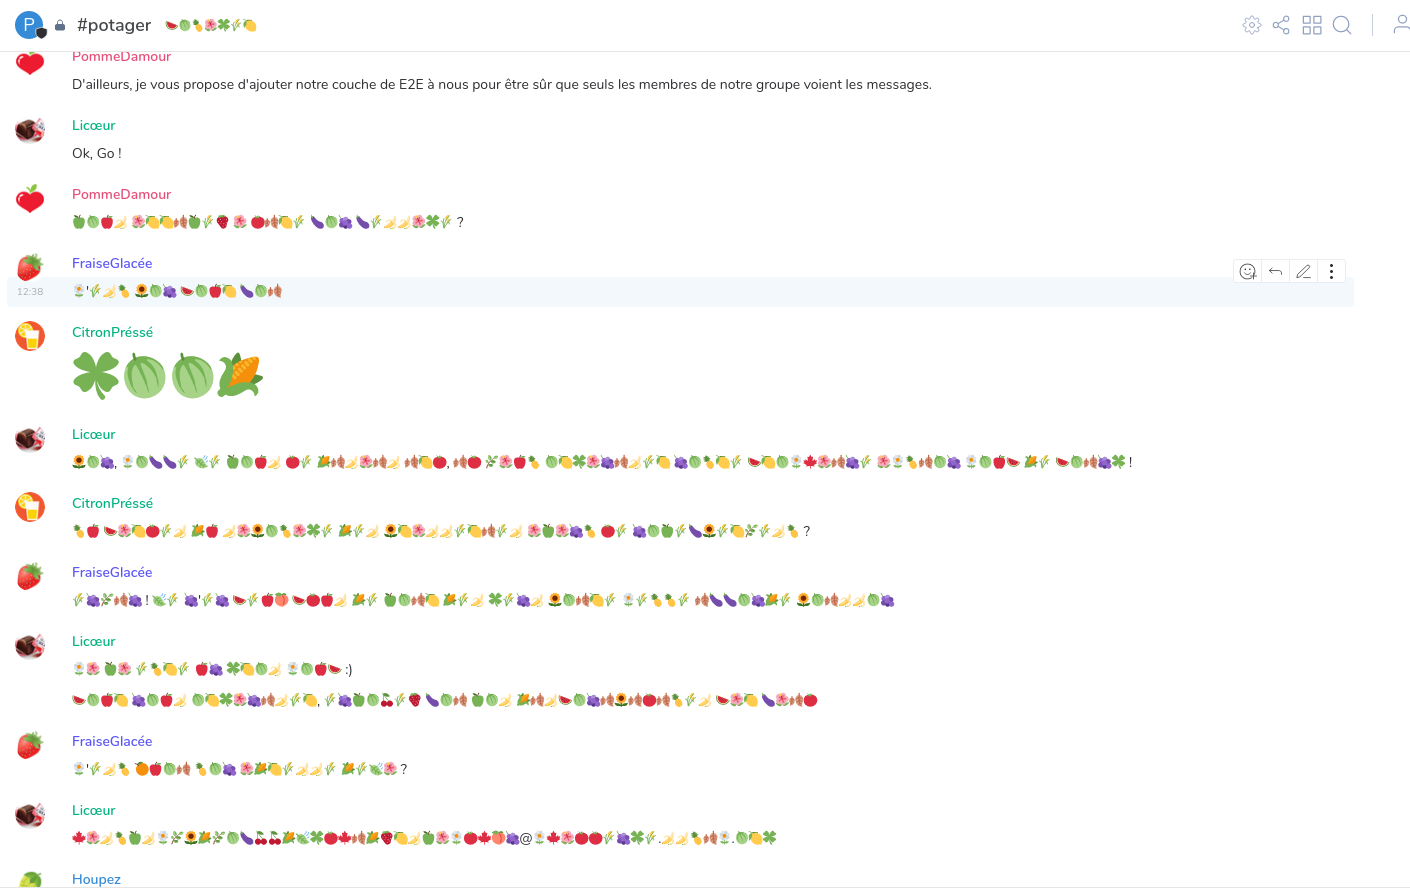 P #potager
PommeDamour
D'ailleurs, je vous propose d'ajouter notre couche de E2E à nous pour être sûr que seuls les membres de notre groupe voient les messages.
Licœur
Ok, Go !
PommeDamour
?
FraiseGlacée
12:38 '
CitronPréssé
Licœur
, , !
CitronPréssé
?
FraiseGlacée
! '
Licœur
:)
,
FraiseGlacée
' ?
Licœur
@ . .
Houpez